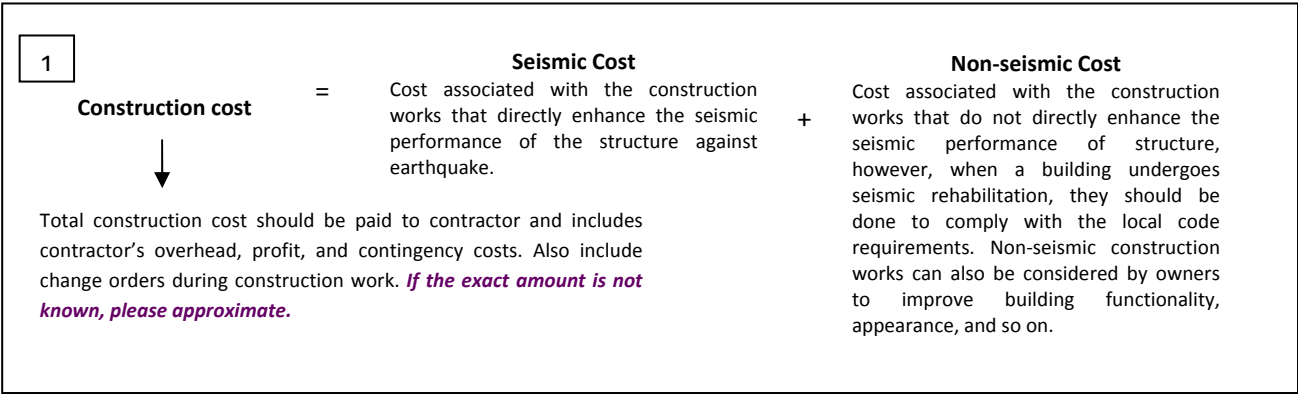 1
Construction cost
=
Seismic Cost
Cost associated with the construction
works that directly enhance the seismic
performance of the structure against
earthquake.
+
Non-seismic Cost
Cost associated with the construction
works that do not directly enhance the
seismic performance of structure,
however, when a building undergoes
seismic rehabilitation, they should be
done to comply with the local code
requirements. Non-seismic construction
works can also be considered by owners
to improve building functionality,
appearance, and so on.
Total construction cost should be paid to contractor and includes
contractor’s overhead, profit, and contingency costs. Also include
change orders during construction work. If the exact amount is not
known, please approximate.